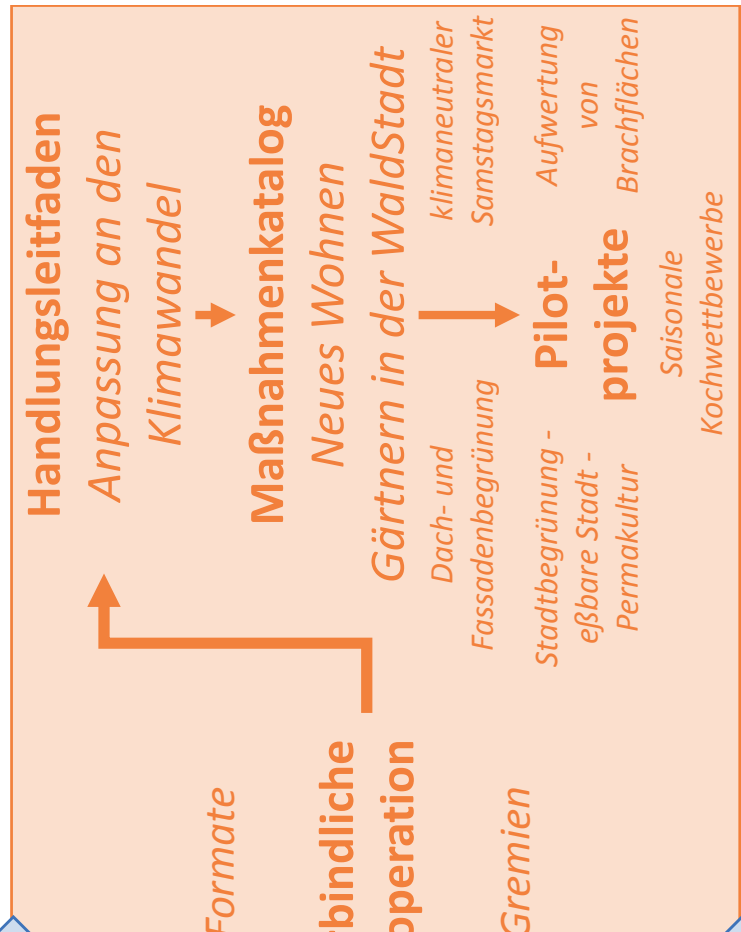 Formate
rbindliche
operation
Gremien
Handlungsleitfaden
Anpassung an den
Klimawandel
Maßnahmenkatalog
Neues Wohnen
Gärtnern in der WaldStadt
Dach- und
Fassadenbegrünung
klimaneutraler
Samstagsmarkt
Stadtbegrünung -
eßbare Stadt -
Permakultur
Pilot-
projekte
Aufwertung
von
Brachflächen
Saisonale
Kochwettbewerbe